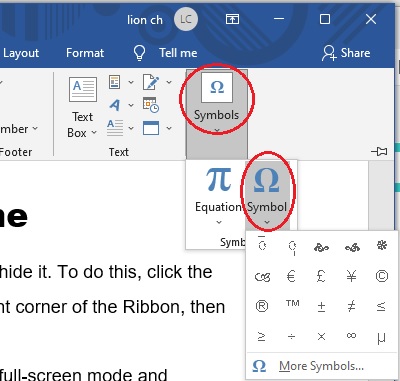 lion ch LC
Layout Format Tell me Share
Text Box
Symbols
mber
Footer Text
π Ω
Equation Symbol
Symb
ne
hide it. To do this, click the
nt corner of the Ribbon, then
€ £ ¥ ©
® ™ ± ≠ ≤
≥ ÷ × ∞ µ
Ω More Symbols...
full-screen mode and